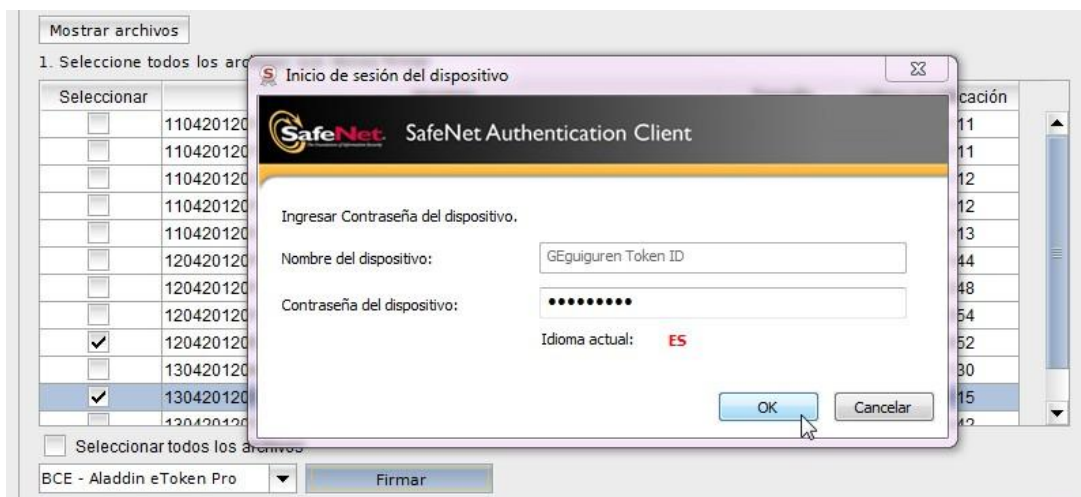 Mostrar archivos
1. Seleccione todos los
Inicio de sesión del dispositivo
Seleccionar
cación
SafeNet. SafeNet Authentication Client
110420120 11
110420120 11
110420120 12
110420120 12
Ingresar Contraseña del dispositivo.
110420120 13
Nombre del dispositivo: GEguiguren Token ID
120420120 44
120420120 48
Contraseña del dispositivo: •••••••••
120420120 54
120420120 52
Idioma actual: ES
130420120 30
130420120 15
OK Cancelar
130420120 42
Seleccionar todos los archivos
BCE - Aladdin eToken Pro Firmar